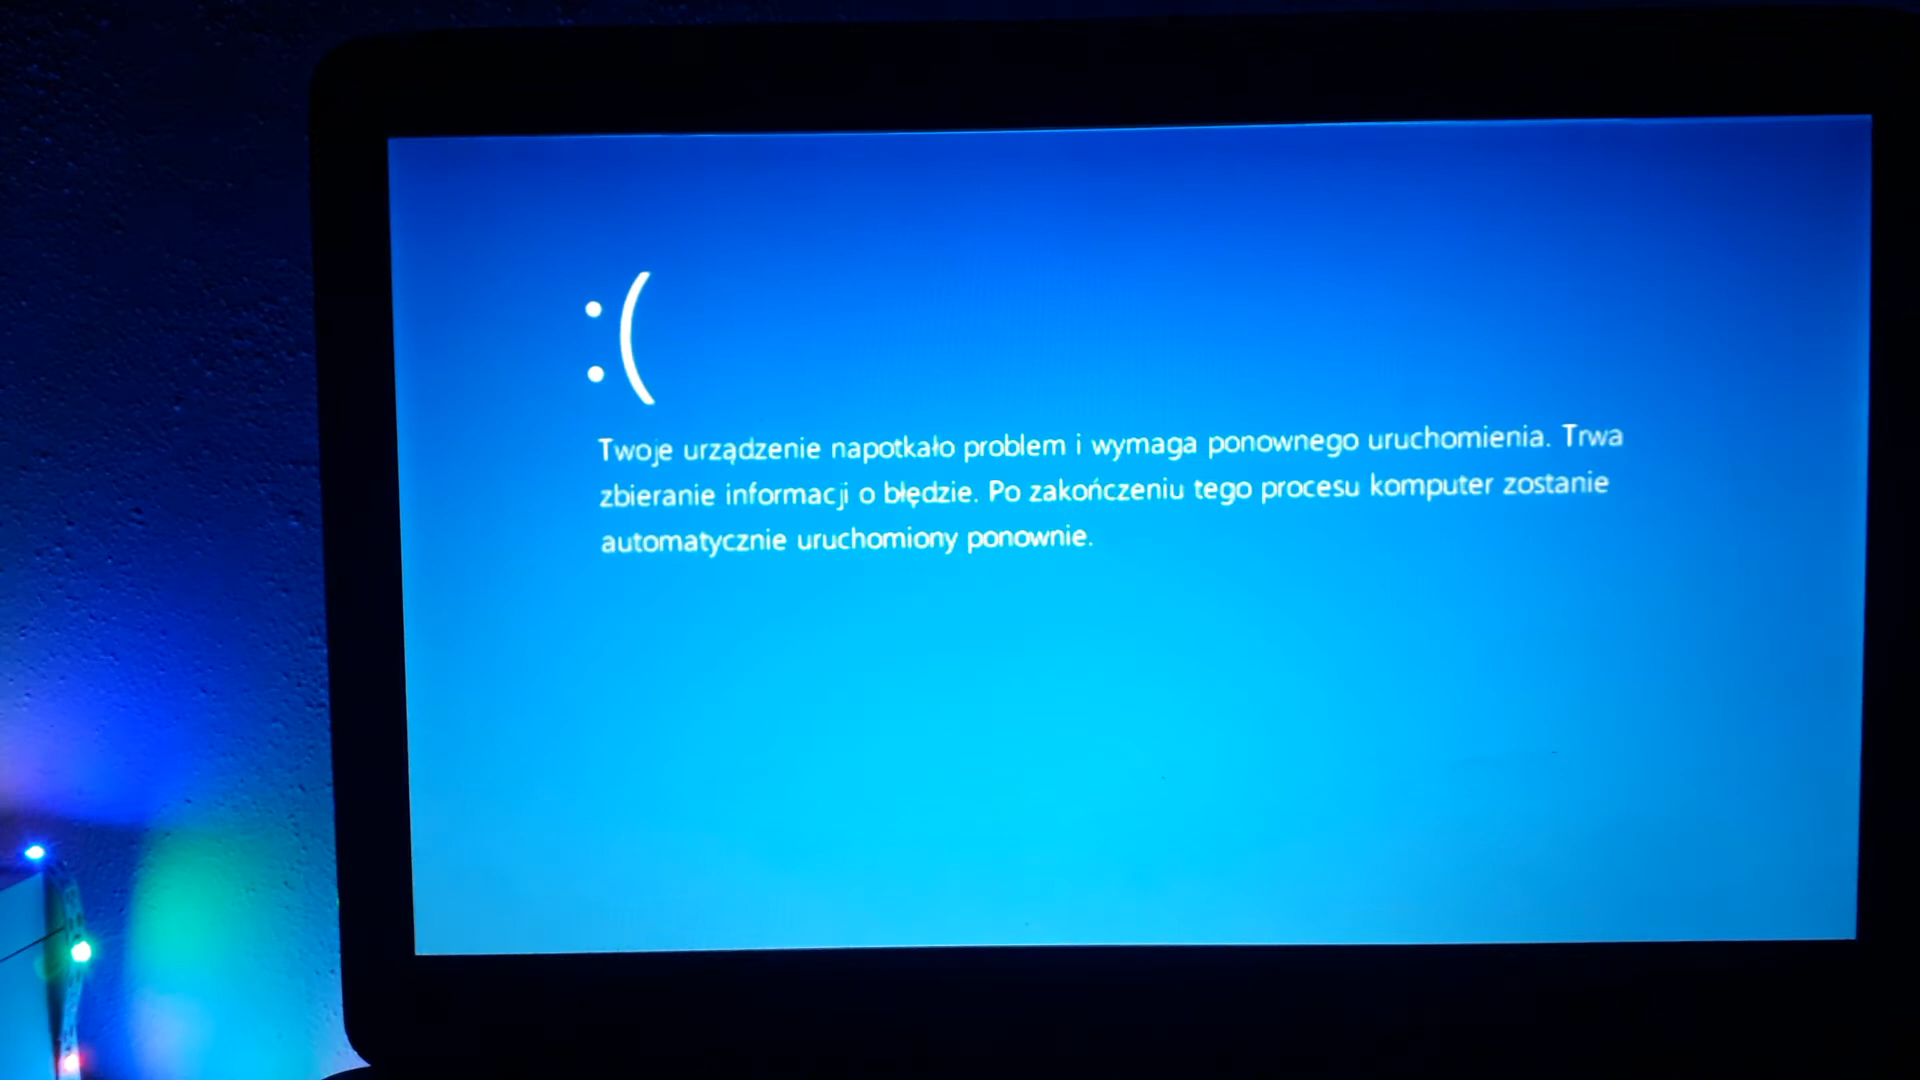 :(
Twoje urządzenie napotkało problem i wymaga ponownego uruchomienia. Trwa
zbieranie informacji o błędzie. Po zakończeniu tego procesu komputer zostanie
automatycznie uruchomiony ponownie.